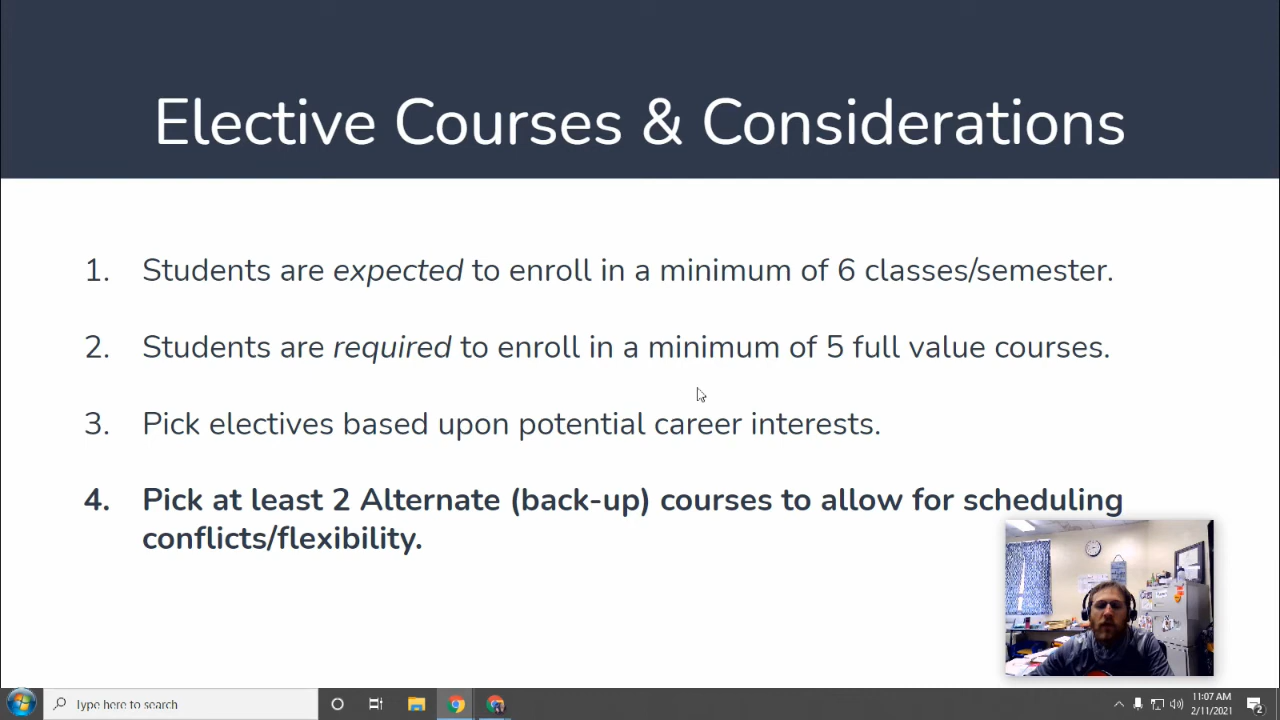 Elective Courses & Considerations
1. Students are expected to enroll in a minimum of 6 classes/semester.
2. Students are required to enroll in a minimum of 5 full value courses.
3. Pick electives based upon potential career interests.
4. Pick at least 2 Alternate (back-up) courses to allow for scheduling
conflicts/flexibility.
Type here to search
11:07 AM
2/11/2021
2